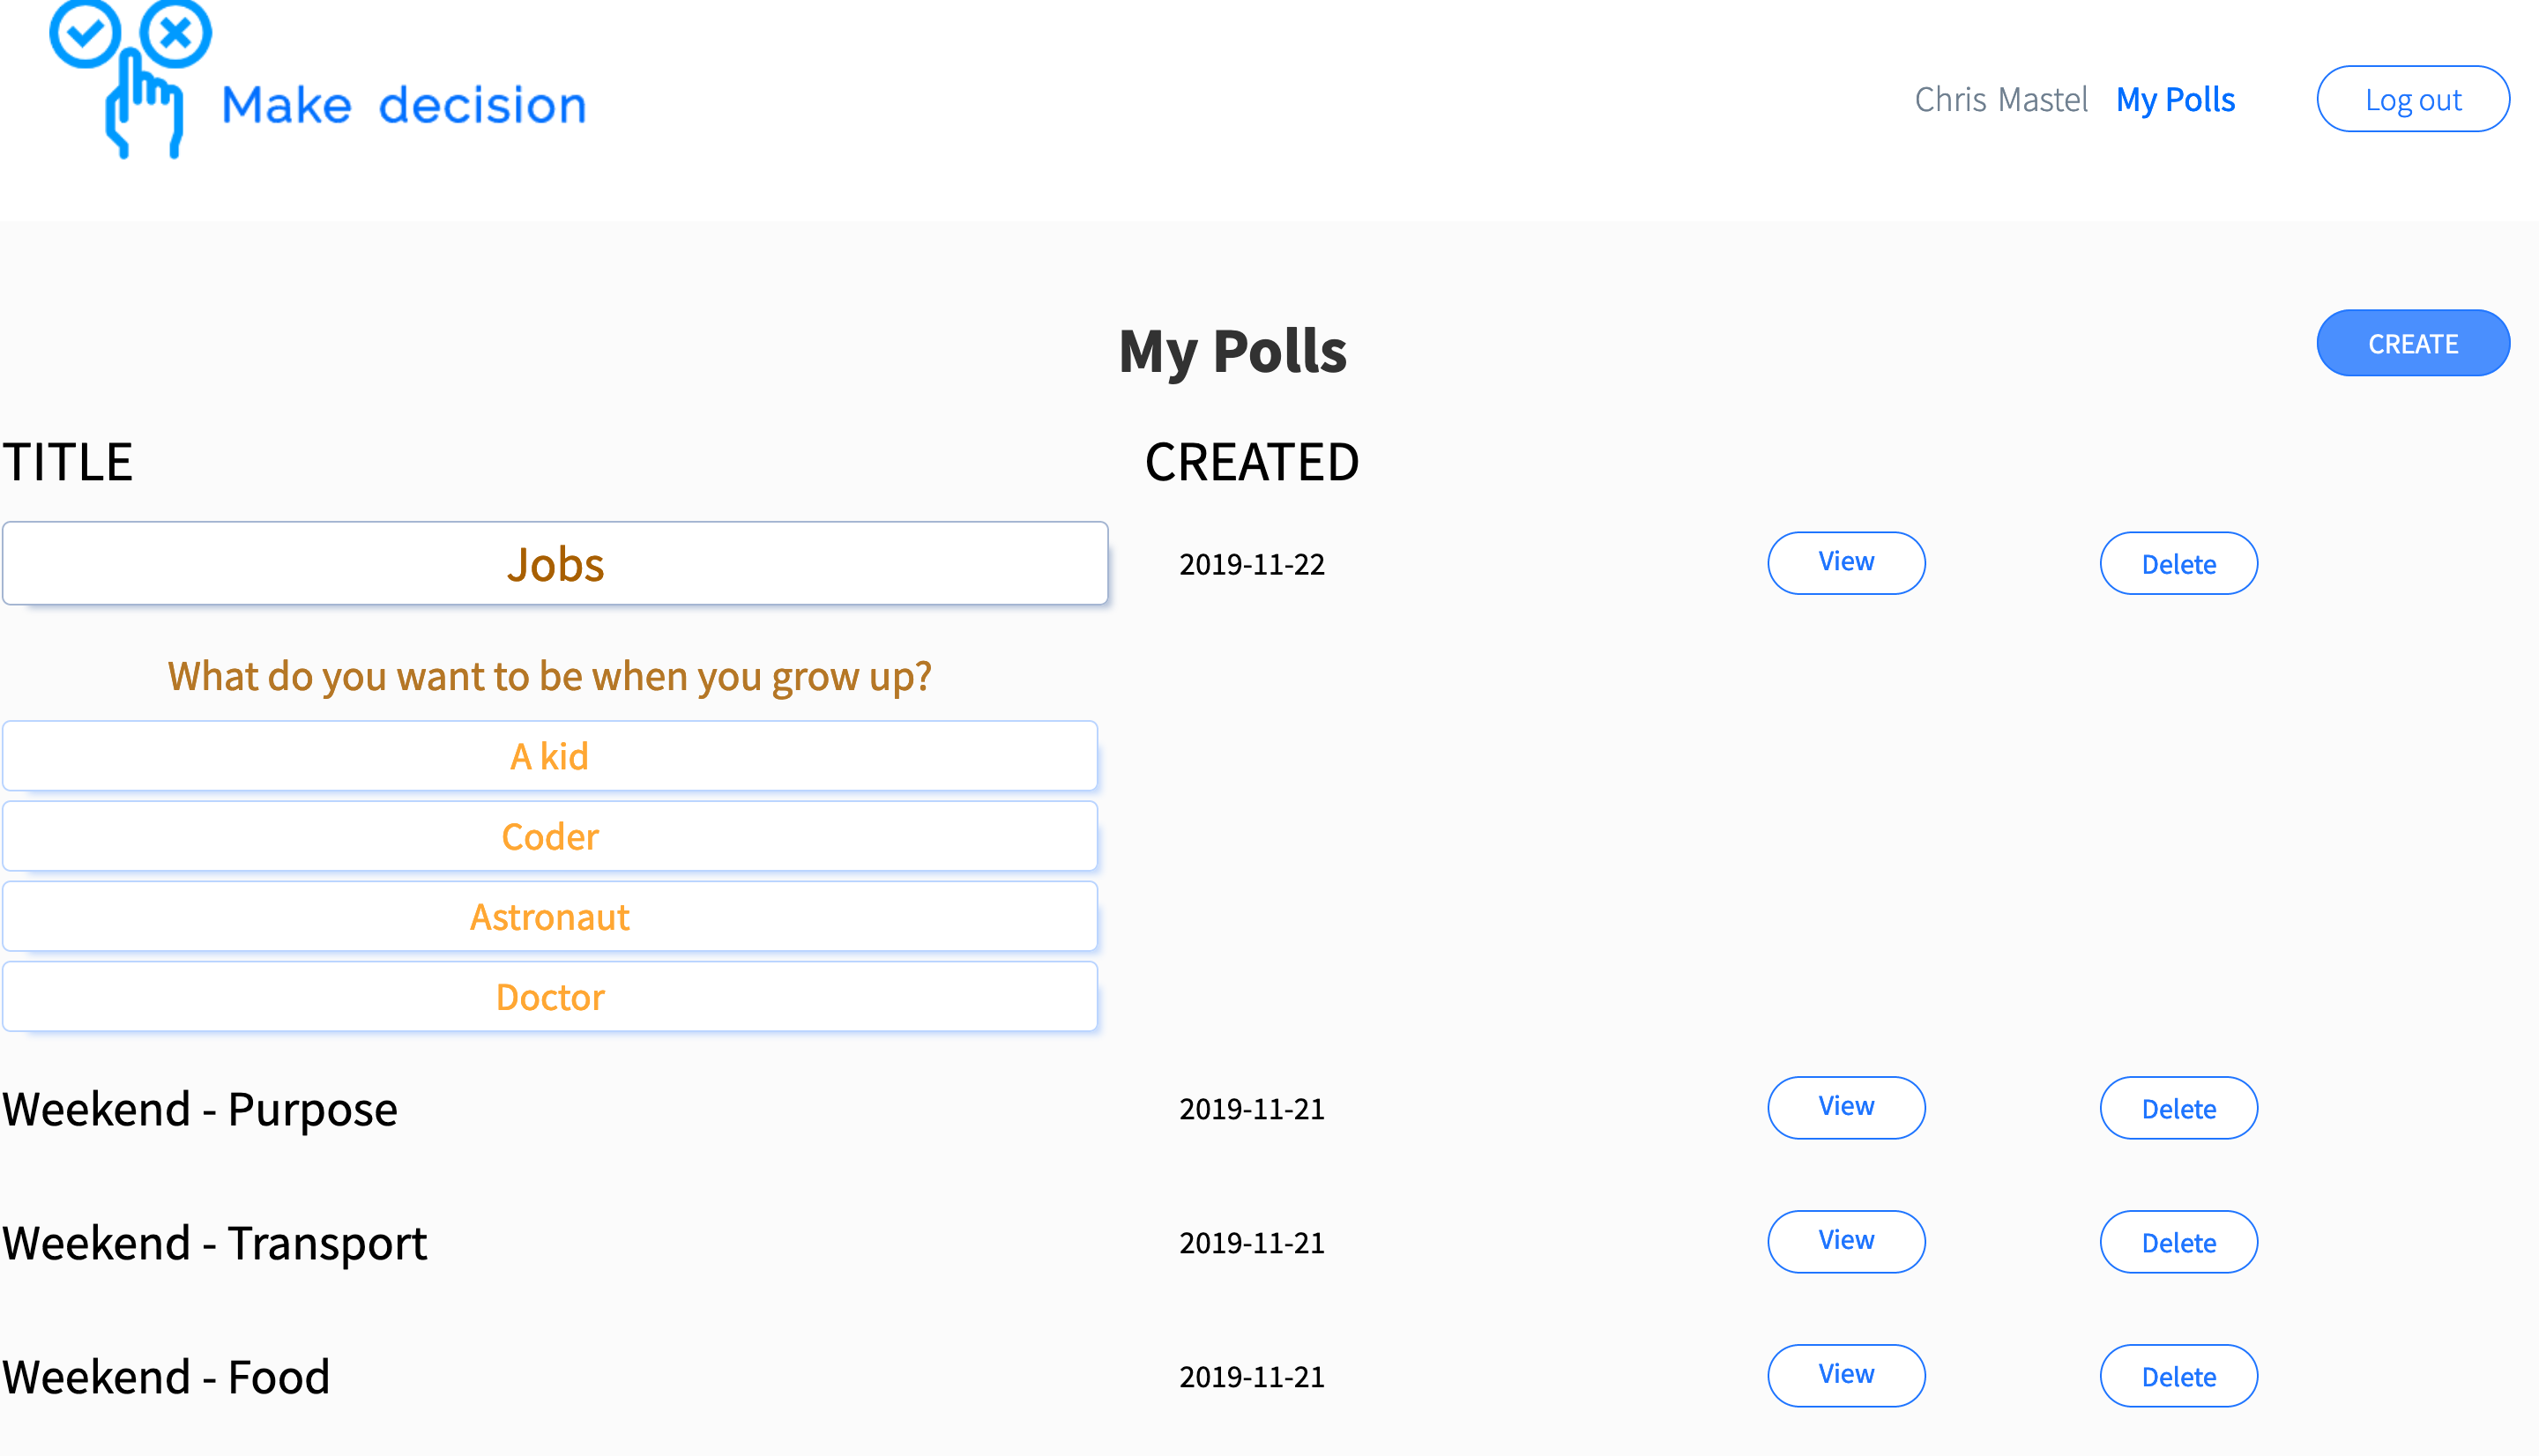 Make decision
Chris Mastel My Polls Log out
My Polls CREATE
TITLE CREATED
Jobs 2019-11-22 View Delete
What do you want to be when you grow up?
A kid
Coder
Astronaut
Doctor
Weekend - Purpose 2019-11-21 View Delete
Weekend - Transport 2019-11-21 View Delete
Weekend - Food 2019-11-21 View Delete